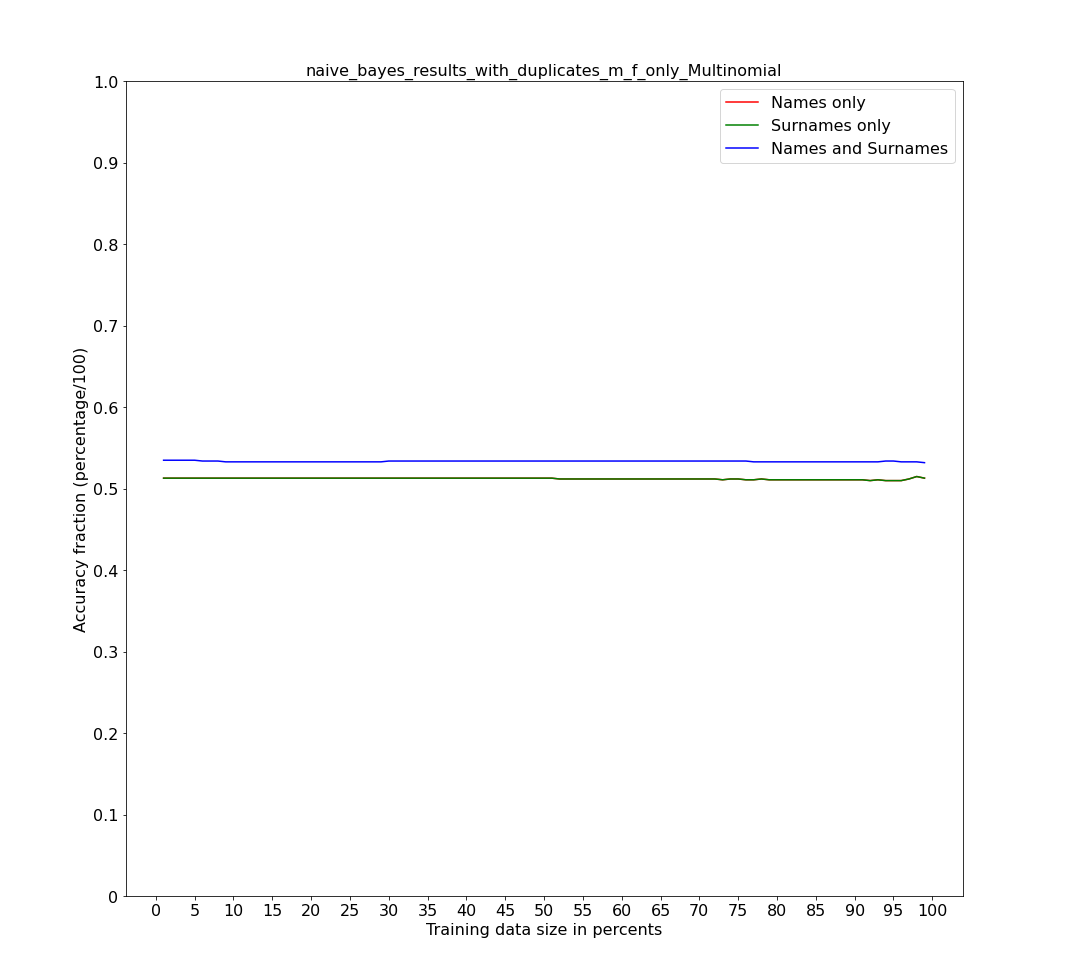 naive_bayes_results_with_duplicates_m_f_only_Multinomial
Names only
Surnames only
Names and Surnames
Accuracy fraction (percentage/100)
1.0
0.9
0.8
0.7
0.6
0.5
0.4
0.3
0.2
0.1
0
0 5 10 15 20 25 30 35 40 45 50 55 60 65 70 75 80 85 90 95 100
Training data size in percents